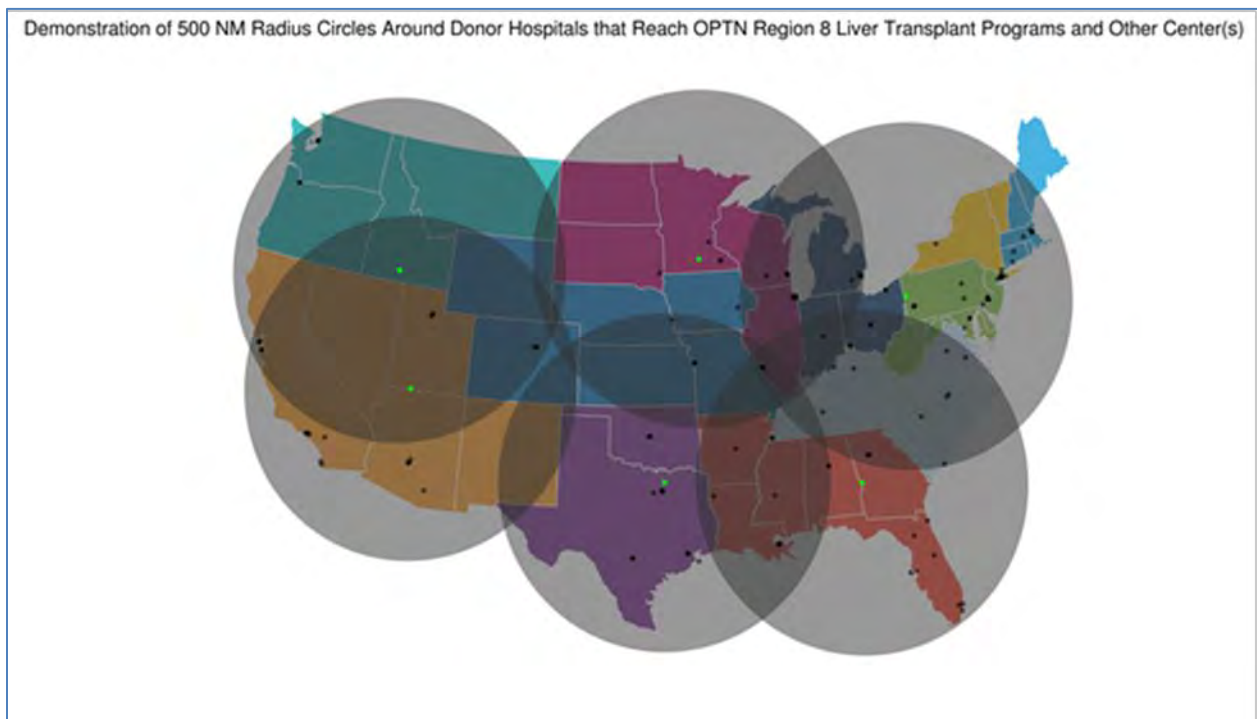 Demonstration of 500 NM Radius Circles Around Donor Hospitals that Reach OPTN Region 8 Liver Transplant Programs and Other Center(s)